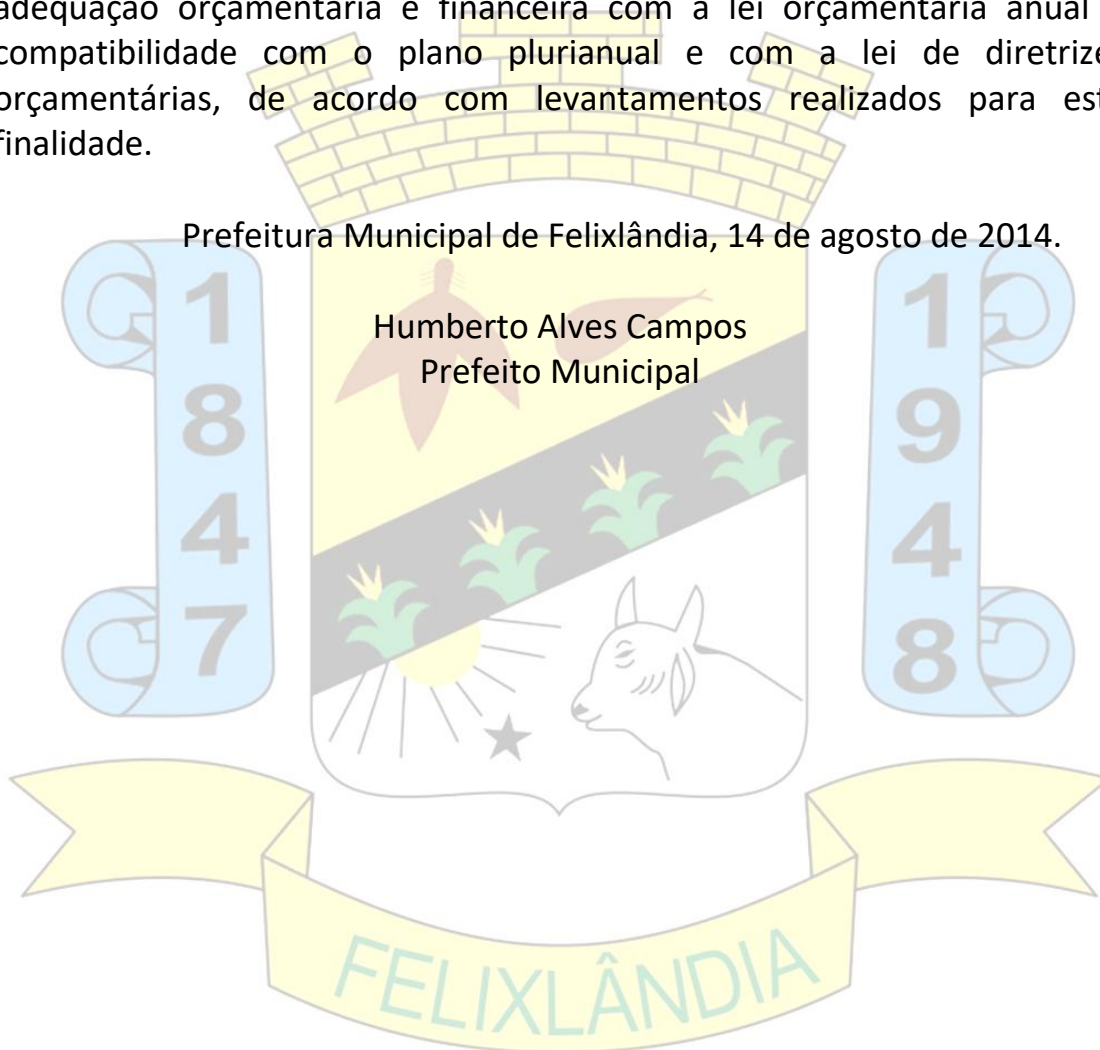 adequação orçamentária e financeira com a lei orçamentária anual
compatibilidade com o plano plurianual e com a lei de diretrize
orçamentárias, de acordo com levantamentos realizados para est
finalidade.
Prefeitura Municipal de Felixlândia, 14 de agosto de 2014.
Humberto Alves Campos
Prefeito Municipal
1
8
4
7
1
9
4
8
FELIXLÂNDIA